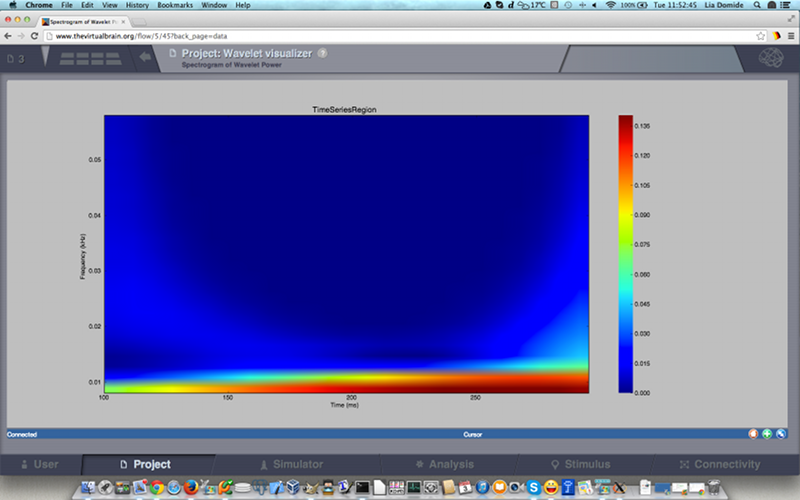 Chrome File Edit View History Bookmarks Window Help
17°C 100% Tue 11:52:45 Lia Domide
Spectrogram of Wavelet P
www.thevirtualbrain.org/flow/5/45?back_page=data
3
Project: Wavelet visualizer ?
Spectrogram of Wavelet Power
TimeSeriesRegion
Frequency (kHz)
0.05
0.04
0.03
0.02
0.01
100 150 200 250
Time (ms)
0.135
0.120
0.105
0.090
0.075
0.060
0.045
0.030
0.015
0.000
Connected Cursor
User Project Simulator Analysis Stimulus Connectivity